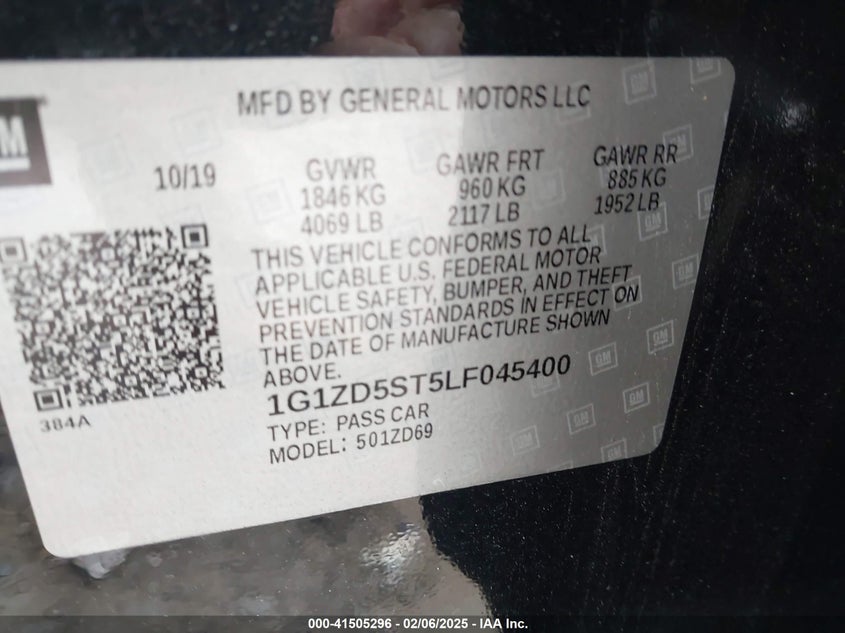 MFD BY GENERAL MOTORS LLC
GM
10/19
GVWR
1846 KG
4069 LB
GAWR FRT
960 KG
2117 LB
GAWR RR
885 KG
1952 LB
THIS VEHICLE CONFORMS TO ALL
APPLICABLE U.S. FEDERAL MOTOR
VEHICLE SAFETY, BUMPER, AND THEFT
PREVENTION STANDARDS IN EFFECT ON
THE DATE OF MANUFACTURE SHOWN
ABOVE.
1G1ZD5ST5LF045400
384A
TYPE: PASS CAR
MODEL: 501ZD69
000-41505296 - 02/06/2025 - IAA Inc.